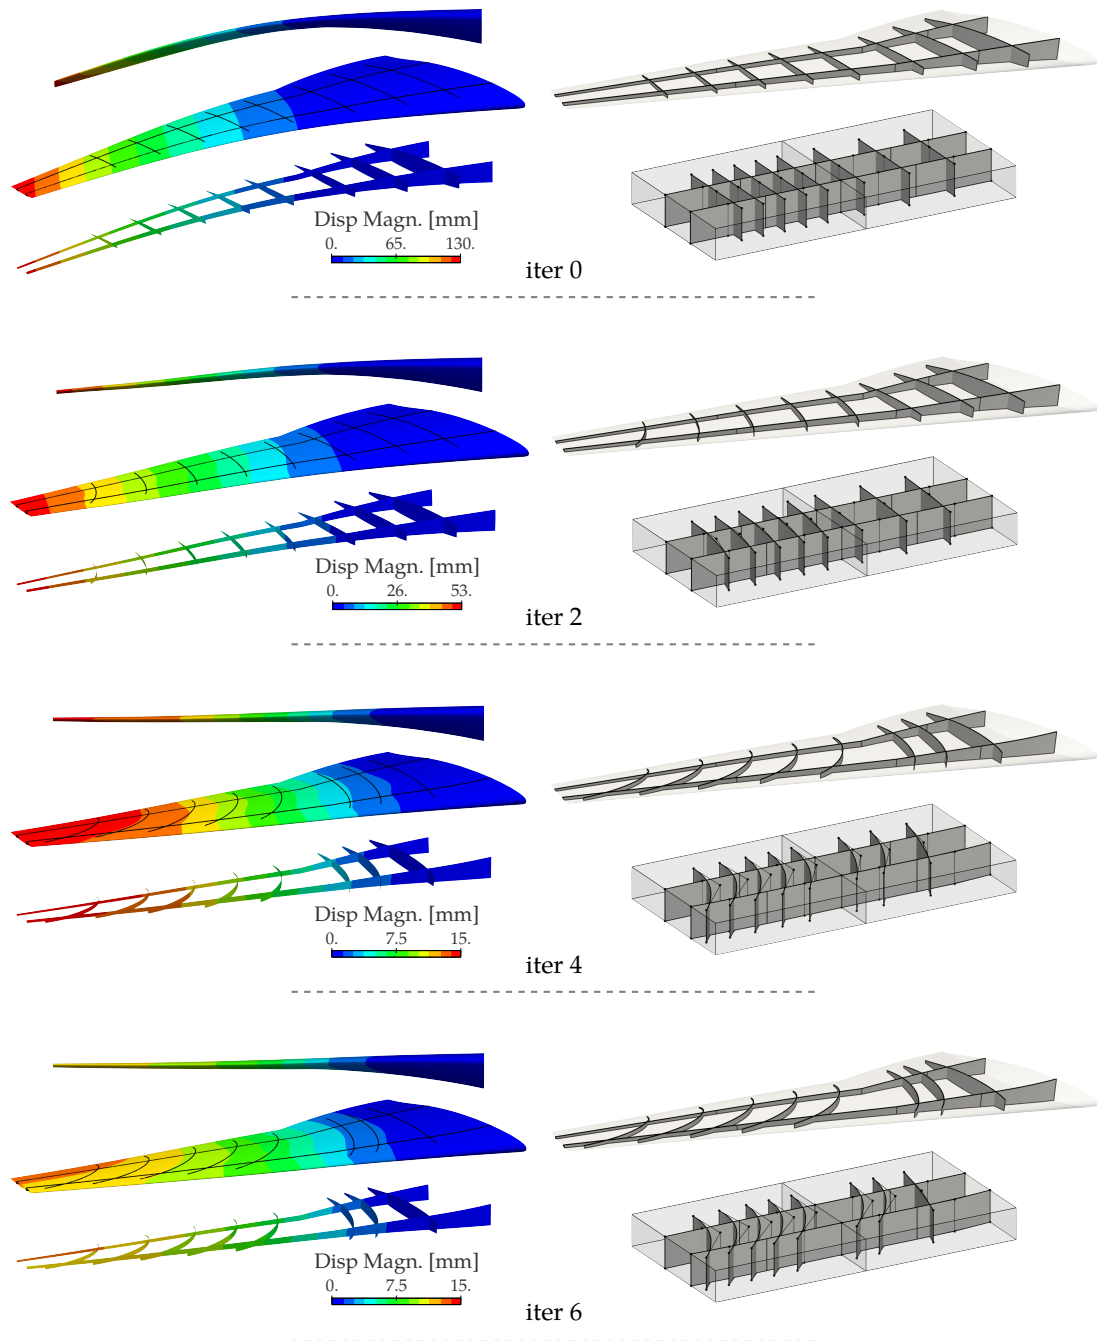 Disp Magn. [mm]
0. 65. 130.
iter 0
Disp Magn. [mm]
0. 26. 53.
iter 2
Disp Magn. [mm]
0. 7.5 15.
iter 4
Disp Magn. [mm]
0. 7.5 15.
iter 6